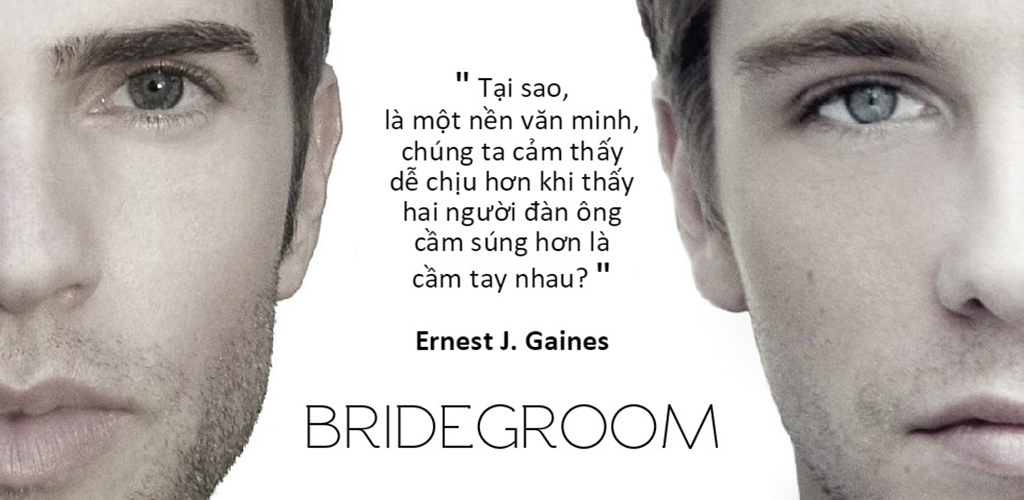 " Tại sao,
là một nền văn minh,
chúng ta cảm thấy
dễ chịu hơn khi thấy
hai người đàn ông
cầm súng hơn là
cầm tay nhau? "
Ernest J. Gaines
BRIDEGROOM